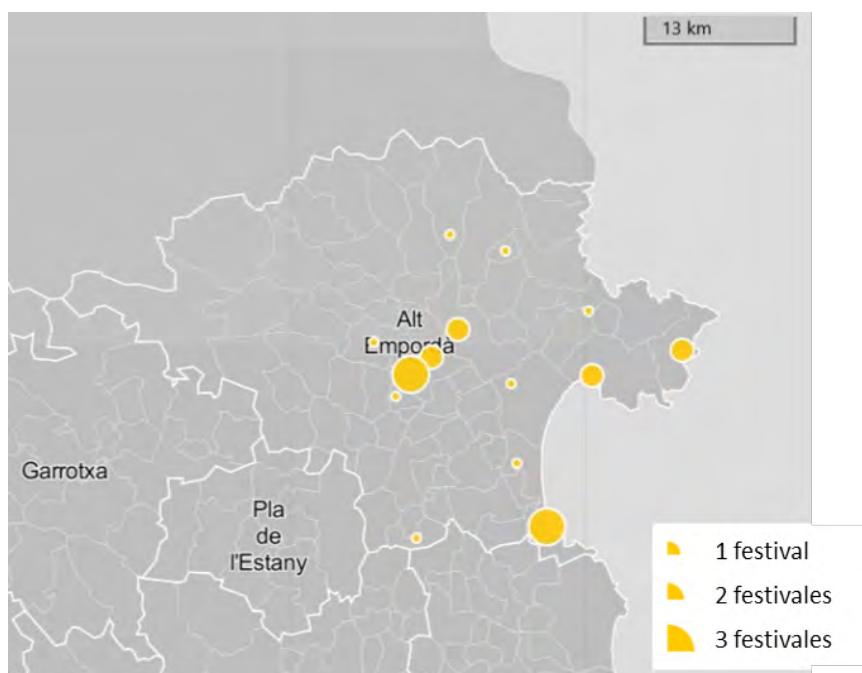 13 km
Alt
Empordà
Garrotxa
Pla
de
l'Estany
1 festival
2 festivales
3 festivales